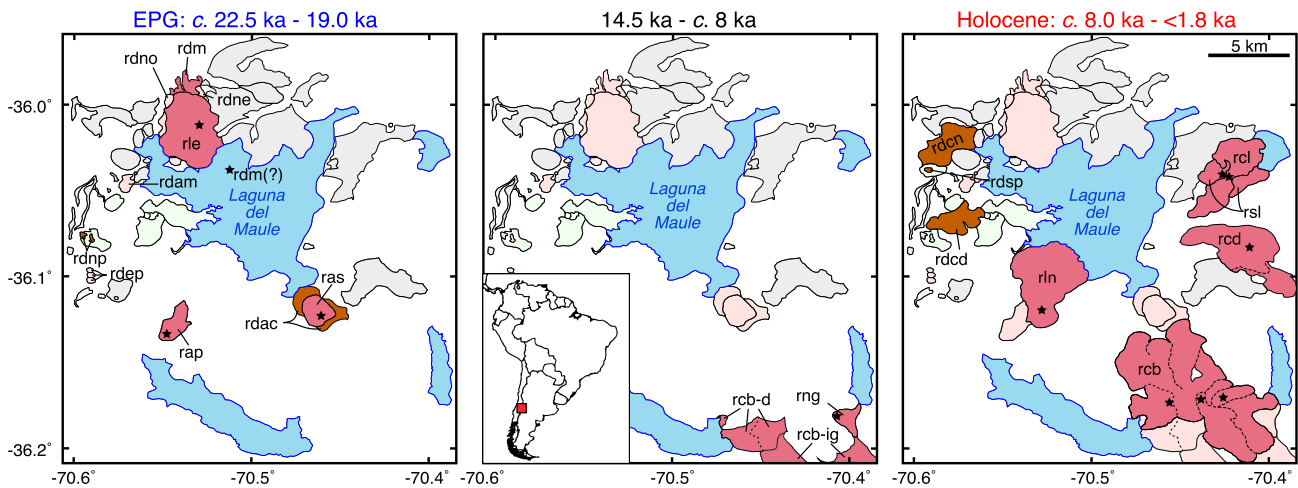 EPG: c. 22.5 ka - 19.0 ka
14.5 ka - c. 8 ka
Holocene: c. 8.0 ka - <1.8 ka
rdm
rdno
rdne
rle
rdm(?)
rdam
Laguna
del
Maule
rdnp
rdep
ras
rdac
rap
-36.0
-36.1
-36.2
-70.6
-70.5
-70.4
Laguna
del
Maule
rcb-d
rng
rcb-ig
-70.6
-70.5
-70.4
5 km
rdcn
rdsp
rcl
rsl
Laguna
del
Maule
rdcd
rcd
rln
rcb
-70.6
-70.5
-70.4